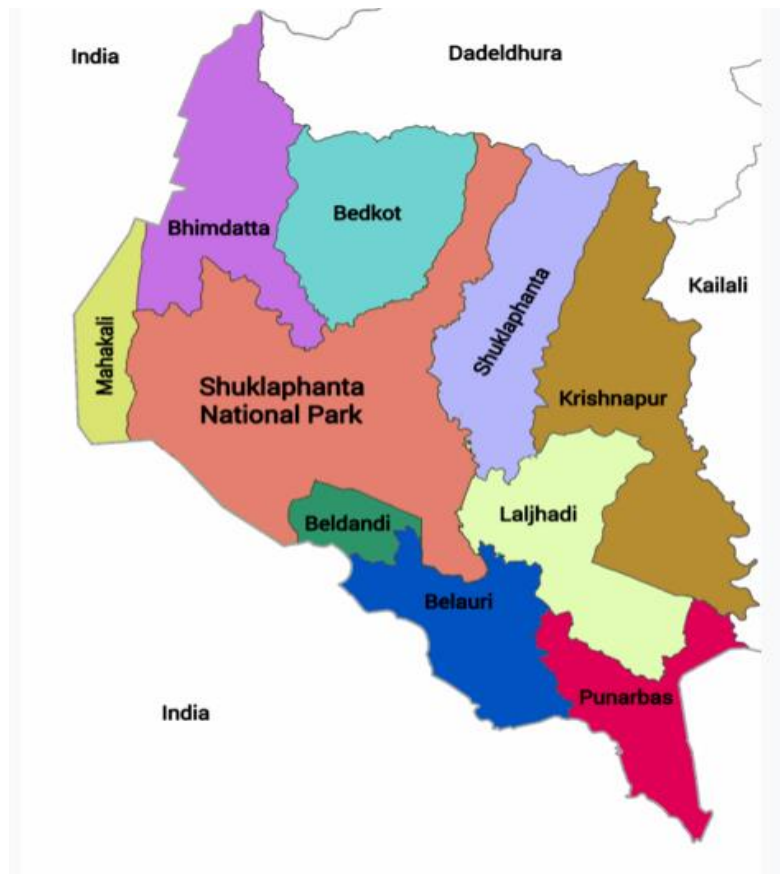 India
Dadeldhura
Bedkot
Bhimdatta
Kailali
Shuklaphanta
Mahakali
Shuklaphanta
National Park
Krishnapur
Laljhadi
Beldandi
Belauri
Punarbas
India